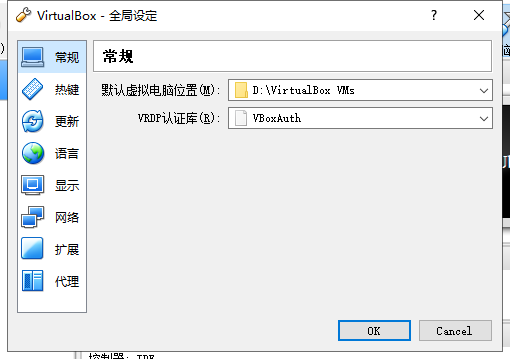 VirtualBox - 全局设定
常规
热键
更新
语言
显示
网络
扩展
代理
常规
默认虚拟电脑位置(M):
D:\VirtualBox VMs
VRDP认证库(R):
VBoxAuth
OK
Cancel